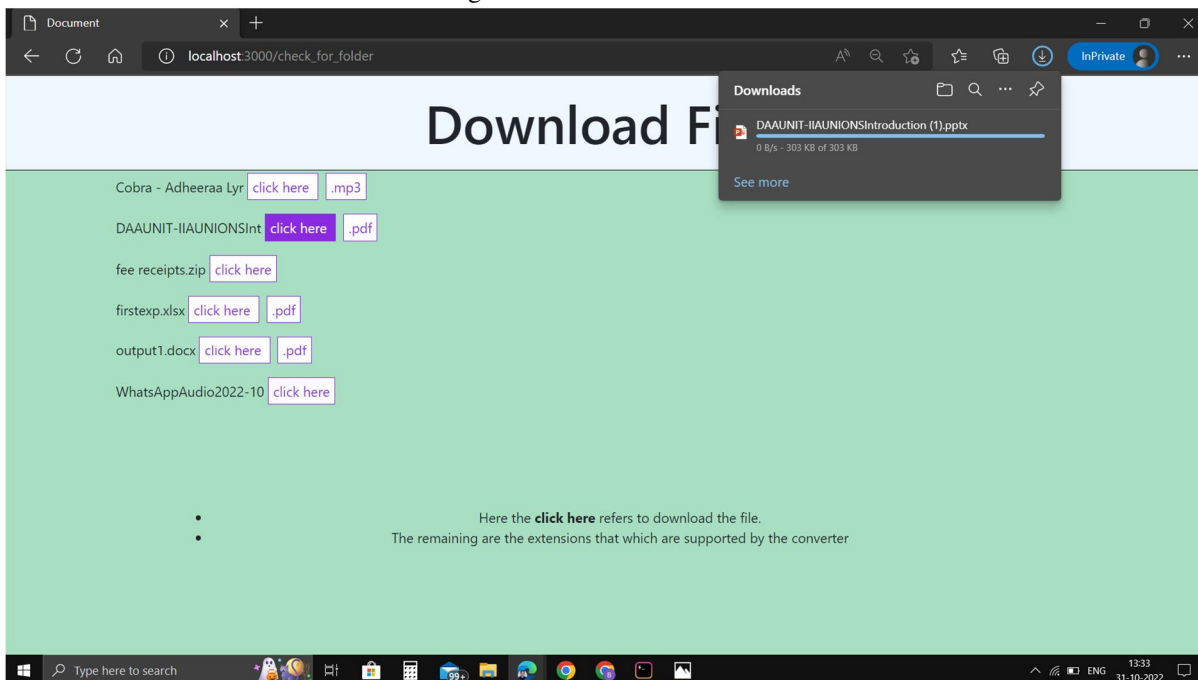 Document
localhost:3000/check_for_folder
InPrivate
Downloads
DAAUNIT-IIAUNIONSIntroduction (1).pptx
0 B/s - 303 KB of 303 KB
See more
Download Fi
Cobra - Adheeraa Lyr click here .mp3
DAAUNIT-IIAUNIONSInt click here .pdf
fee receipts.zip click here
firstexp.xlsx click here .pdf
output1.docx click here .pdf
WhatsAppAudio2022-10 click here
• Here the click here refers to download the file.
• The remaining are the extensions that which are supported by the converter
Type here to search 99+ ENG 13:33
31-10-2022